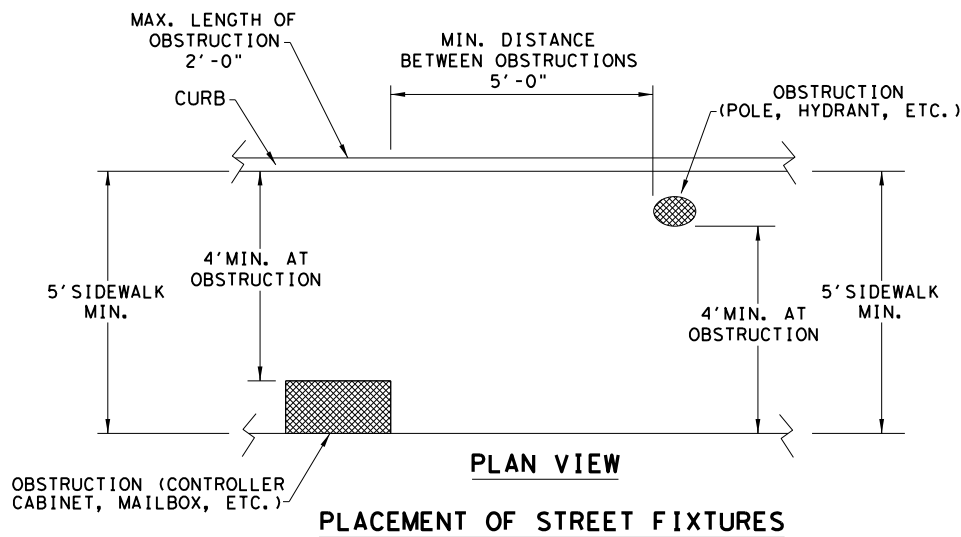 MAX. LENGTH OF
OBSTRUCTION
2'-0"
MIN. DISTANCE
BETWEEN OBSTRUCTIONS
5'-0"
CURB
OBSTRUCTION
(POLE, HYDRANT, ETC.)
4'MIN. AT
OBSTRUCTION
5'SIDEWALK
MIN.
4'MIN. AT
OBSTRUCTION
5'SIDEWALK
MIN.
OBSTRUCTION (CONTROLLER
CABINET, MAILBOX, ETC.)
PLAN VIEW
PLACEMENT OF STREET FIXTURES